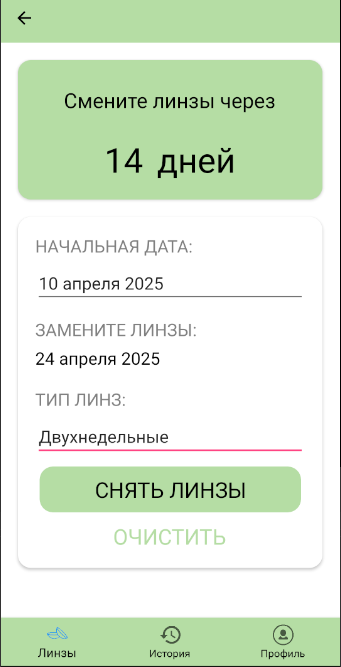 Смените линзы через
14 дней
НАЧАЛЬНАЯ ДАТА:
10 апреля 2025
ЗАМЕНИТЕ ЛИНЗЫ:
24 апреля 2025
ТИП ЛИНЗ:
Двухнедельные
СНЯТЬ ЛИНЗЫ
ОЧИСТИТЬ
Линзы История Профиль